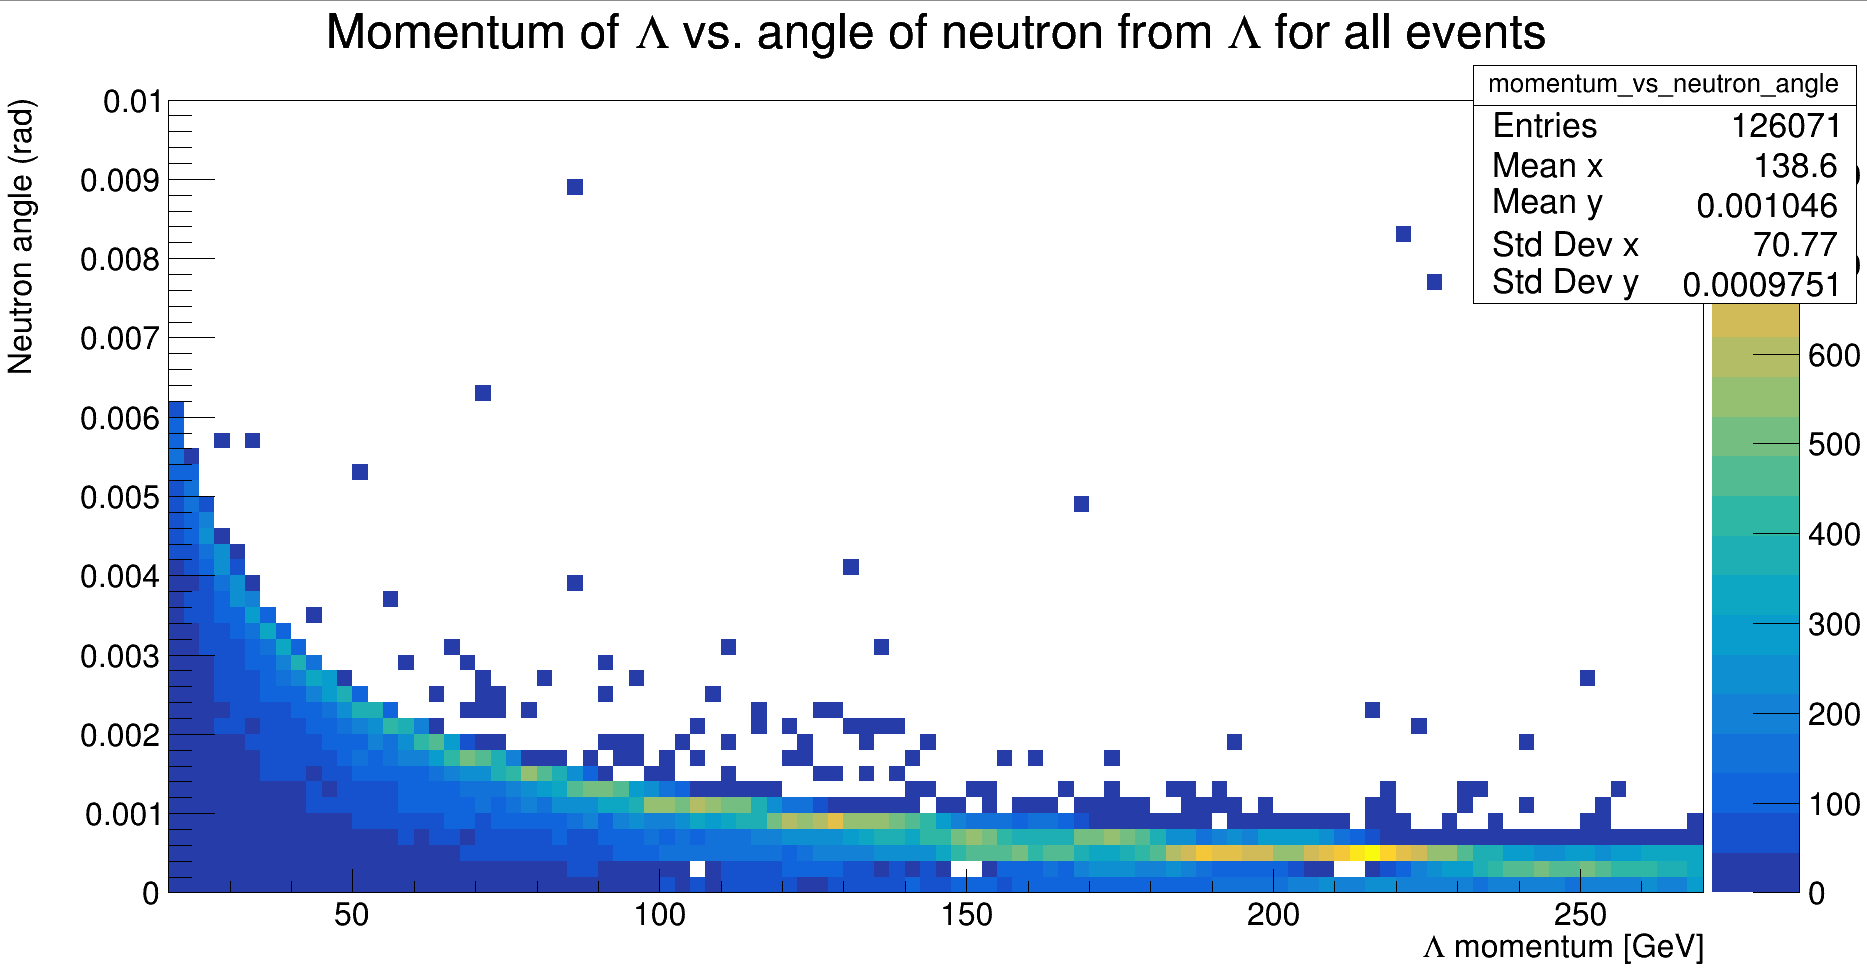 Momentum of Λ vs. angle of neutron from Λ for all events
momentum_vs_neutron_angle
Entries 126071
Mean x 138.6
Mean y 0.001046
Std Dev x 70.77
Std Dev y 0.0009751
Neutron angle (rad)
0.01
0.009
0.008
0.007
0.006
0.005
0.004
0.003
0.002
0.001
0
600
500
400
300
200
100
0
50 100 150 200 250
Λ momentum [GeV]